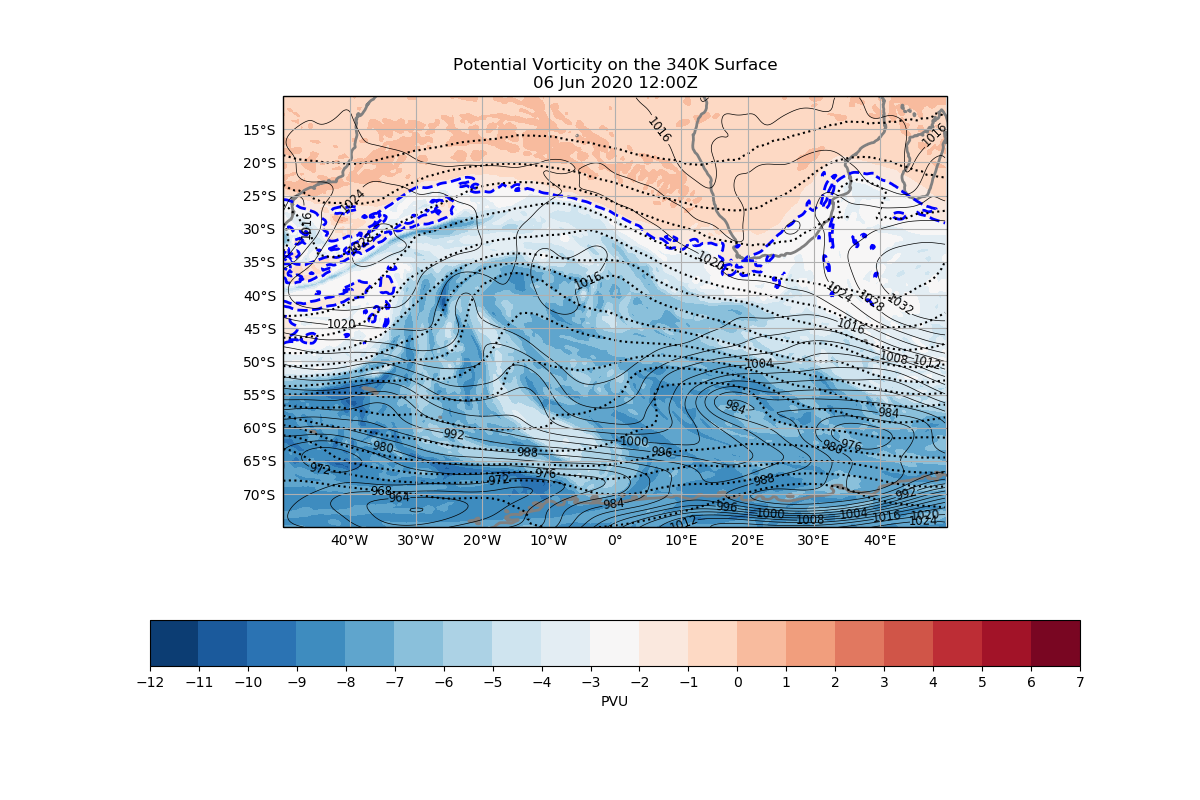 Potential Vorticity on the 340K Surface
06 Jun 2020 12:00Z
15°S
20°S
25°S
30°S
35°S
40°S
45°S
50°S
55°S
60°S
65°S
70°S
1016
1016
1024
1016
1028
1020
1016
1020
1024
1028
1032
1016
1008
1012
1004
984
984
992
980
988
1000
996
980
976
972
976
972
988
968
964
984
996
1000
1004
992
1016
1020
1012
1008
1024
40°W
30°W
20°W
10°W
0°
10°E
20°E
30°E
40°E
−12
−11
−10
−9
−8
−7
−6
−5
−4
−3
−2
−1
0
1
2
3
4
5
6
7
PVU